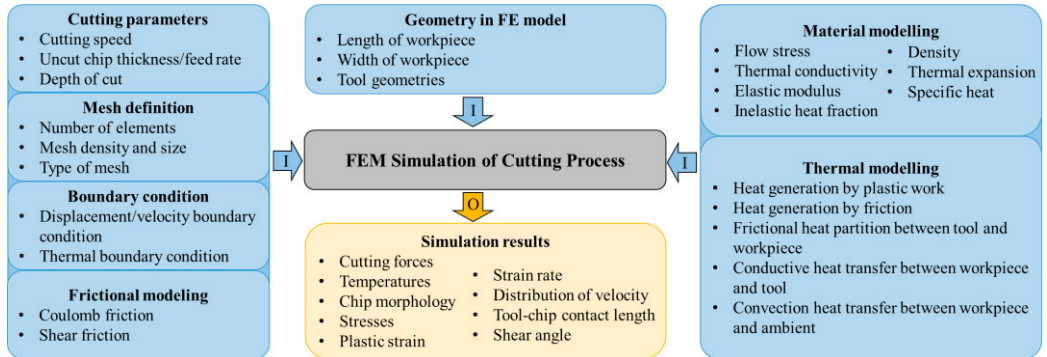 Cutting parameters
• Cutting speed
• Uncut chip thickness/feed rate
• Depth of cut
Mesh definition
• Number of elements
• Mesh density and size
• Type of mesh
Boundary condition
• Displacement/velocity boundary
condition
• Thermal boundary condition
Frictional modeling
• Coulomb friction
• Shear friction
I
Geometry in FE model
• Length of workpiece
• Width of workpiece
• Tool geometries
I
FEM Simulation of Cutting Process
O
Simulation results
• Cutting forces
• Temperatures
• Chip morphology
• Stresses
• Plastic strain
• Strain rate
• Distribution of velocity
• Tool-chip contact length
• Shear angle
I
Material modelling
• Flow stress
• Thermal conductivity
• Elastic modulus
• Inelastic heat fraction
• Density
• Thermal expansion
• Specific heat
Thermal modelling
• Heat generation by plastic work
• Heat generation by friction
• Frictional heat partition between tool and
workpiece
• Conductive heat transfer between workpiece
and tool
• Convection heat transfer between workpiece
and ambient